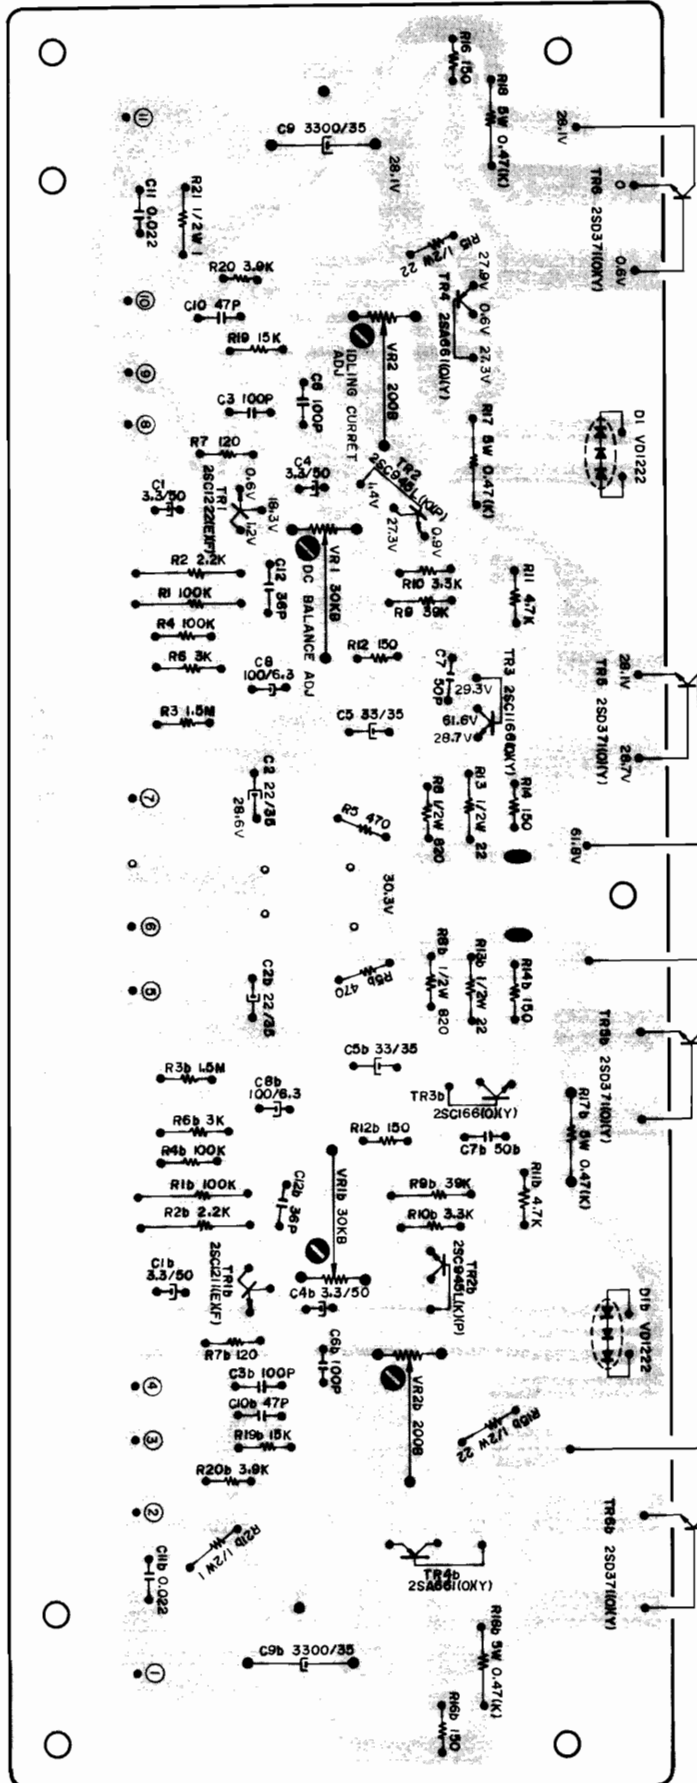 R16 150
R18 5W 0.47(K)
28.1V
TR6 2SD371(O)(Y)
0
0.6V
⑪
C9 3300/35
28.1V
C11 0.022
R21 1/2W 1
R15 1/2W 22
R20 3.9K
27.9V
0.6V
27.3V
TR4 2SA661(O)(Y)
⑩
C10 47P
R19 15K
VR2 200B
IDLING CURRET
ADJ
⑨
C6 100P
C3 100P
⑧
R17 5W 0.47(K)
D1 VD1222
R7 120
C4
3.3/50
TR2
2SC945L(K)(P)
1.4V
27.3V
0.9V
C1
3.3/50
TR1
2SC1222(E)(F)
0.6V
18.3V
1.2V
VR1 30KB
DC BALANCE ADJ
R2 2.2K
R1 100K
C12 36P
R10 3.3K
R9 39K
R11 4.7K
R4 100K
R6 3K
R12 150
C7
50P
C8
100/6.3
29.3V
61.6V
28.7V
TR3 2SC1166(O)(Y)
TR5 2SD371(O)(Y)
28.1V
28.7V
R3 1.5M
C5 33/35
C2 22/35
28.6V
⑦
R5 470
R8 1/2W 820
R13 1/2W 22
R14 150
61.8V
30.3V
⑥
⑤
C2b 22/35
R5b 470
R8b 1/2W 820
R13b 1/2W 22
R14b 150
TR5b 2SD371(O)(Y)
C5b 33/35
R3b 1.5M
C8b
100/6.3
TR3b
2SC166(O)(Y)
R17b 5W 0.47(K)
R6b 3K
R4b 100K
R12b 150
C7b 50b
R1b 100K
R2b 2.2K
C12b 36P
VR1b 30KB
R9b 39K
R10b 3.3K
R11b 4.7K
C1b
3.3/50
TR1b
2SC1211(E)(F)
C4b 3.3/50
TR2b
2SC945L(K)(P)
D1b VD1222
R7b 120
C6b 100P
④
C3b 100P
C10b 47P
VR2b 200B
③
R19b 15K
R15b 1/2W 22
R20b 3.9K
②
TR6b 2SD371(O)(Y)
R21b 1/2W 1
C11b 0.022
TR4b
2SA661(O)(Y)
R18b 5W 0.47(K)
①
C9b 3300/35
R16b 150